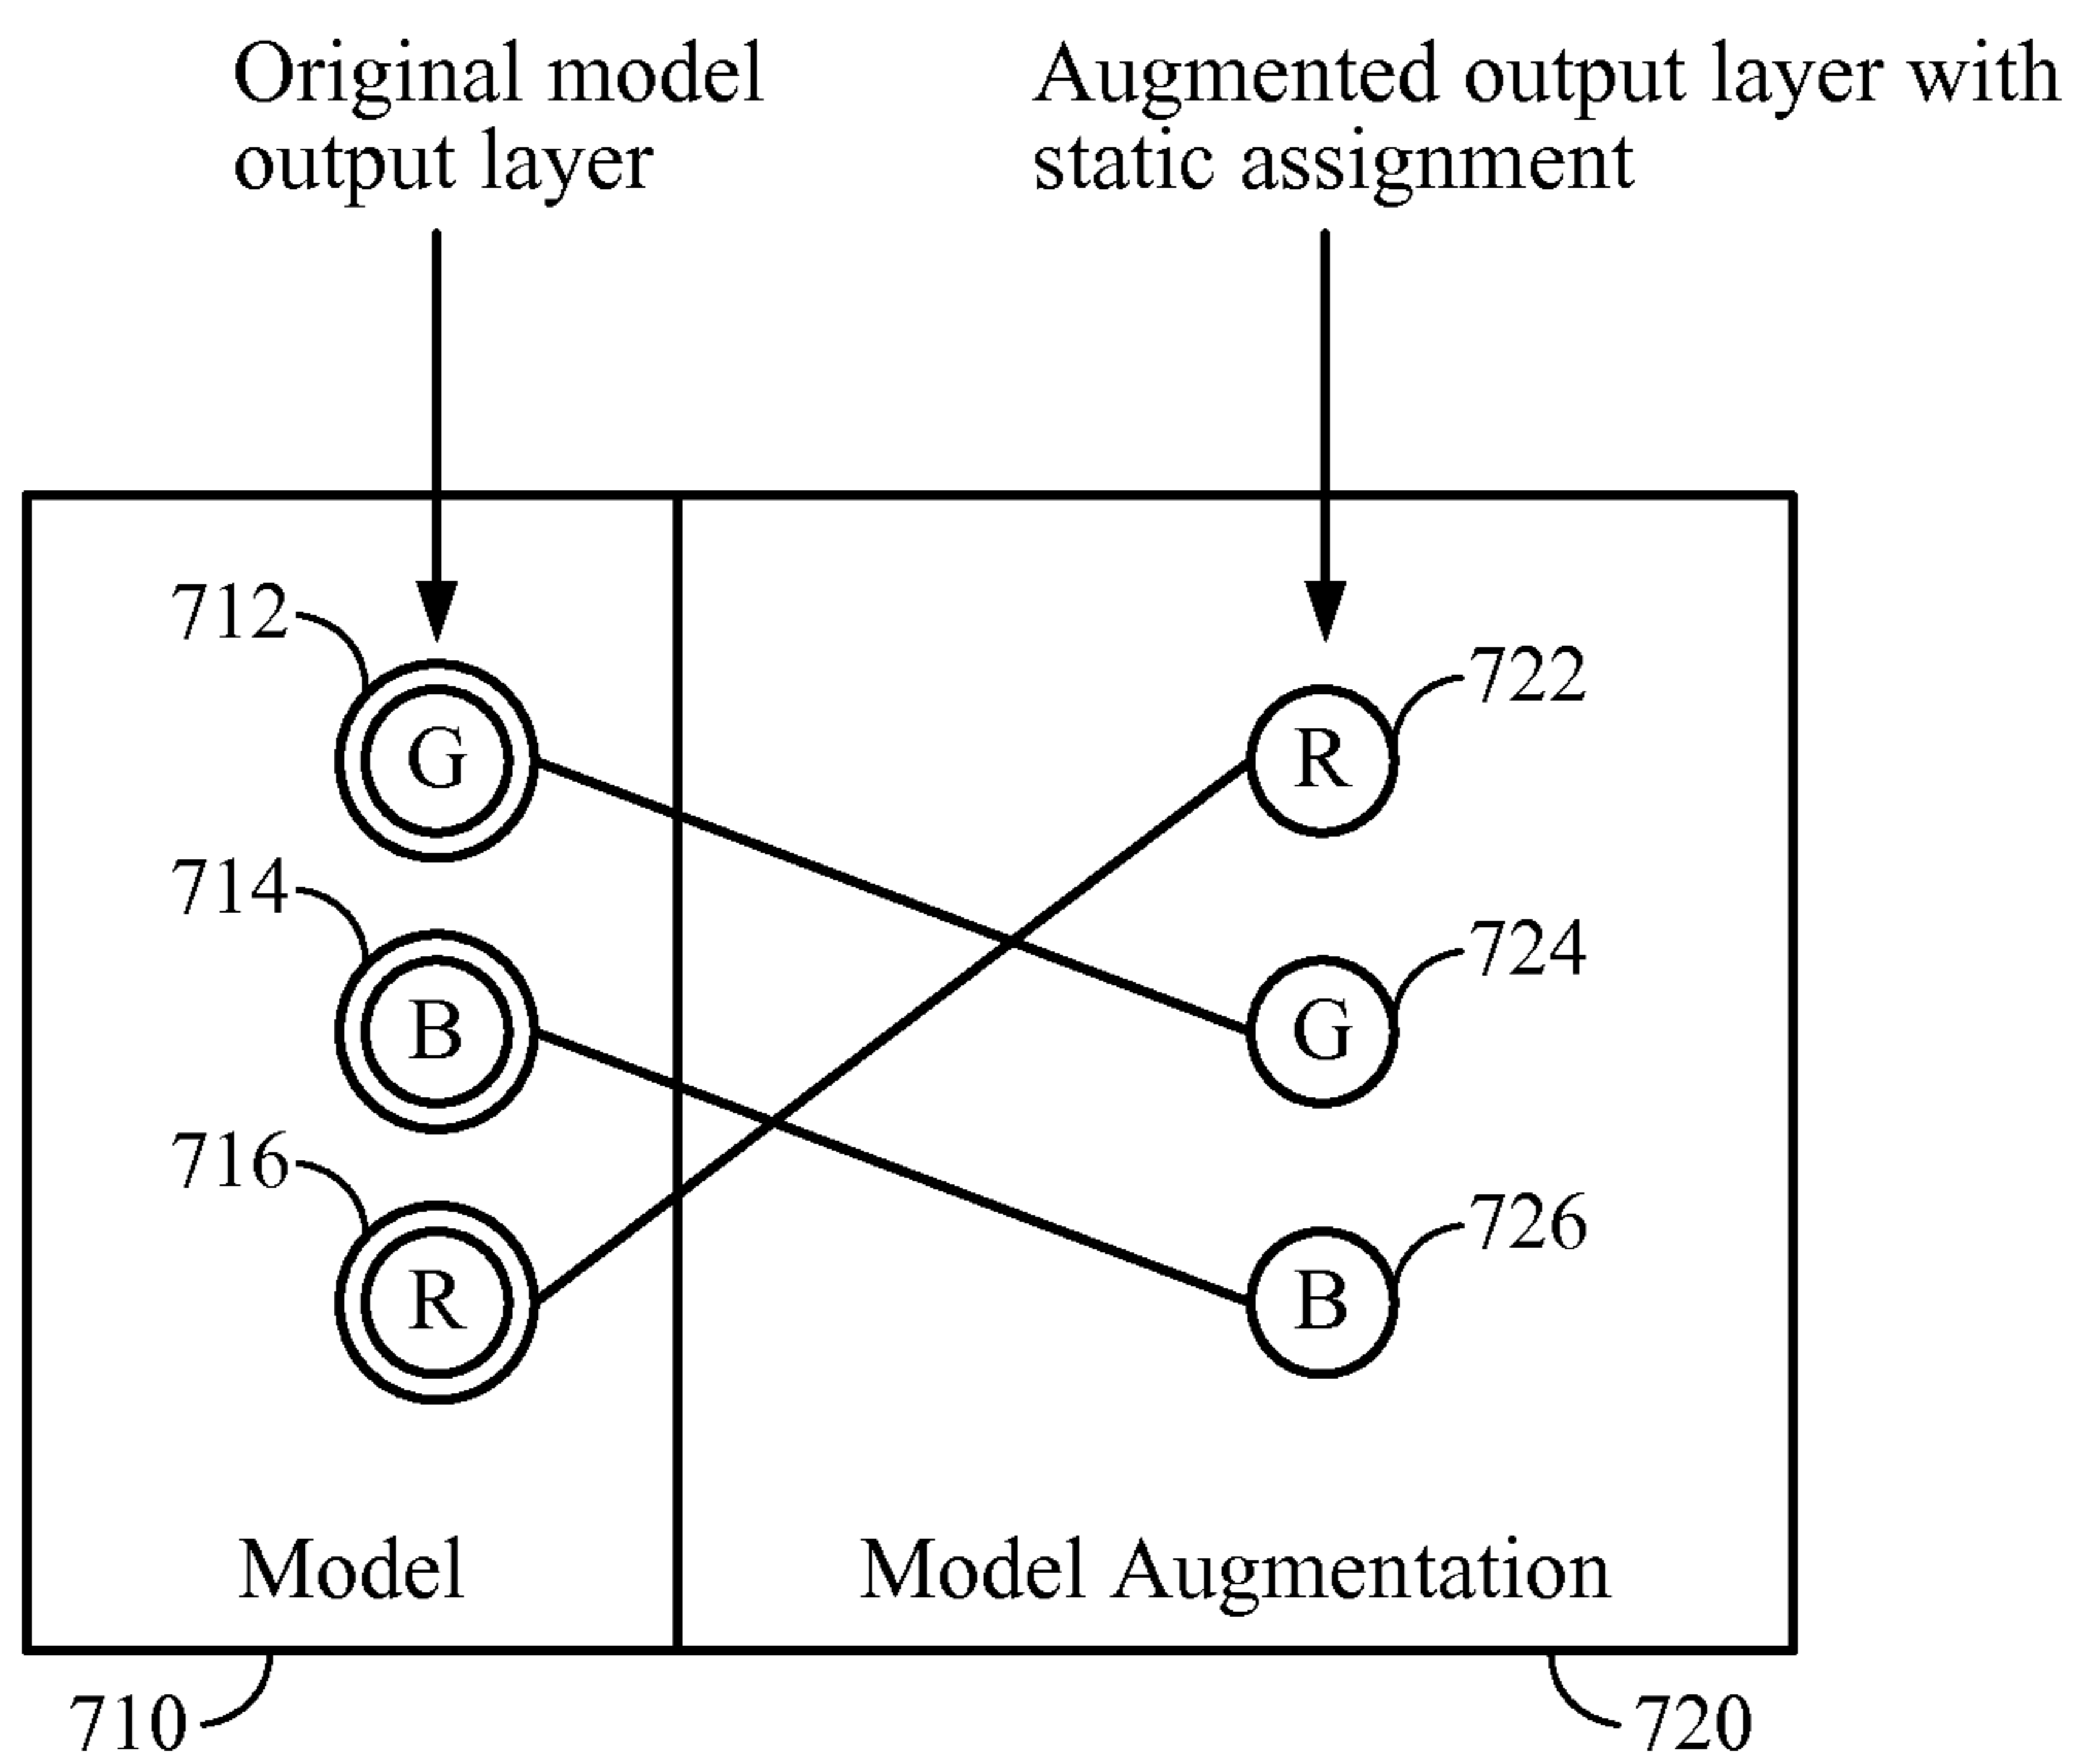 Original model
output layer
Augmented output layer with
static assignment
712
G
R
722
714
B
G
724
716
R
B
726
Model
Model Augmentation
710
720